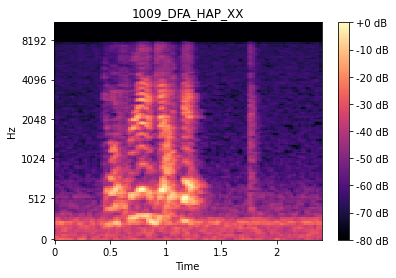 1009_DFA_HAP_XX
+0 dB
8192
-10 dB
4096
-20 dB
-30 dB
2048
Hz
-40 dB
1024
-50 dB
512
-60 dB
-70 dB
0
-80 dB
0 0.5 1 1.5 2
Time